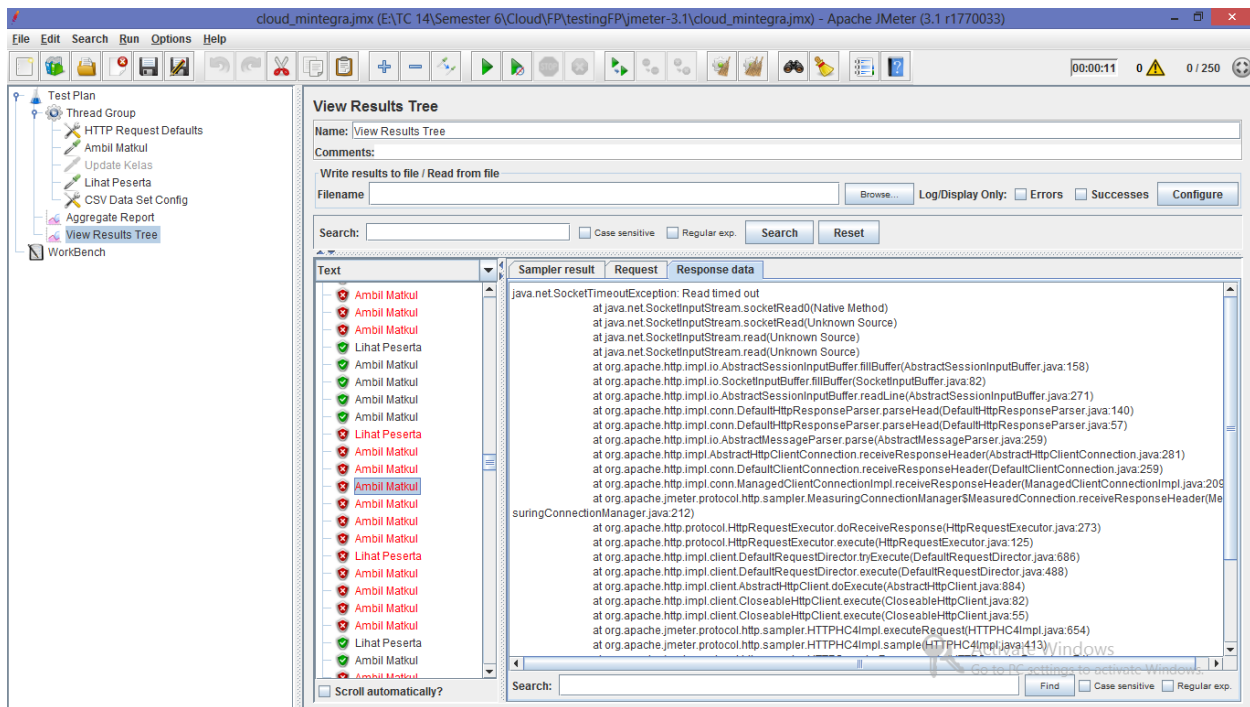 cloud_mintegra.jmx (E:\TC 14\Semester 6\Cloud\FP\testingFP\jmeter-3.1\cloud_mintegra.jmx) - Apache JMeter (3.1 r1770033)
File Edit Search Run Options Help
00:00:11 0 0 / 250
Test Plan
Thread Group
HTTP Request Defaults
Ambil Matkul
Update Kelas
Lihat Peserta
CSV Data Set Config
Aggregate Report
View Results Tree
WorkBench
View Results Tree
Name: View Results Tree
Comments:
Write results to file / Read from file
Filename Browse... Log/Display Only: Errors Successes Configure
Search: Case sensitive Regular exp. Search Reset
Text
Ambil Matkul
Ambil Matkul
Ambil Matkul
Lihat Peserta
Ambil Matkul
Ambil Matkul
Ambil Matkul
Ambil Matkul
Lihat Peserta
Ambil Matkul
Ambil Matkul
Ambil Matkul
Ambil Matkul
Ambil Matkul
Ambil Matkul
Lihat Peserta
Ambil Matkul
Ambil Matkul
Ambil Matkul
Ambil Matkul
Lihat Peserta
Ambil Matkul
Ambil Matkul
Scroll automatically?
Sampler result Request Response data
java.net.SocketTimeoutException: Read timed out
at java.net.SocketInputStream.socketRead0(Native Method)
at java.net.SocketInputStream.socketRead(Unknown Source)
at java.net.SocketInputStream.read(Unknown Source)
at java.net.SocketInputStream.read(Unknown Source)
at org.apache.http.impl.io.AbstractSessionInputBuffer.fillBuffer(AbstractSessionInputBuffer.java:158)
at org.apache.http.impl.io.SocketInputBuffer.fillBuffer(SocketInputBuffer.java:82)
at org.apache.http.impl.io.AbstractSessionInputBuffer.readLine(AbstractSessionInputBuffer.java:271)
at org.apache.http.impl.conn.DefaultHttpResponseParser.parseHead(DefaultHttpResponseParser.java:140)
at org.apache.http.impl.conn.DefaultHttpResponseParser.parseHead(DefaultHttpResponseParser.java:57)
at org.apache.http.impl.io.AbstractMessageParser.parse(AbstractMessageParser.java:259)
at org.apache.http.impl.AbstractHttpClientConnection.receiveResponseHeader(AbstractHttpClientConnection.java:281)
at org.apache.http.impl.conn.DefaultClientConnection.receiveResponseHeader(DefaultClientConnection.java:259)
at org.apache.http.impl.conn.ManagedClientConnectionImpl.receiveResponseHeader(ManagedClientConnectionImpl.java:209
at org.apache.jmeter.protocol.http.sampler.MeasuringConnectionManager$MeasuredConnection.receiveResponseHeader(Me
suringConnectionManager.java:212)
at org.apache.http.protocol.HttpRequestExecutor.doReceiveResponse(HttpRequestExecutor.java:273)
at org.apache.http.protocol.HttpRequestExecutor.execute(HttpRequestExecutor.java:125)
at org.apache.http.impl.client.DefaultRequestDirector.tryExecute(DefaultRequestDirector.java:686)
at org.apache.http.impl.client.DefaultRequestDirector.execute(DefaultRequestDirector.java:488)
at org.apache.http.impl.client.AbstractHttpClient.doExecute(AbstractHttpClient.java:884)
at org.apache.http.impl.client.CloseableHttpClient.execute(CloseableHttpClient.java:82)
at org.apache.http.impl.client.CloseableHttpClient.execute(CloseableHttpClient.java:55)
at org.apache.jmeter.protocol.http.sampler.HTTPHC4Impl.executeRequest(HTTPHC4Impl.java:654)
at org.apache.jmeter.protocol.http.sampler.HTTPHC4Impl.sample(HTTPHC4Impl.java:413)
Activate Windows
Go to PC settings to activate Windows.
Search: Find Case sensitive Regular exp.